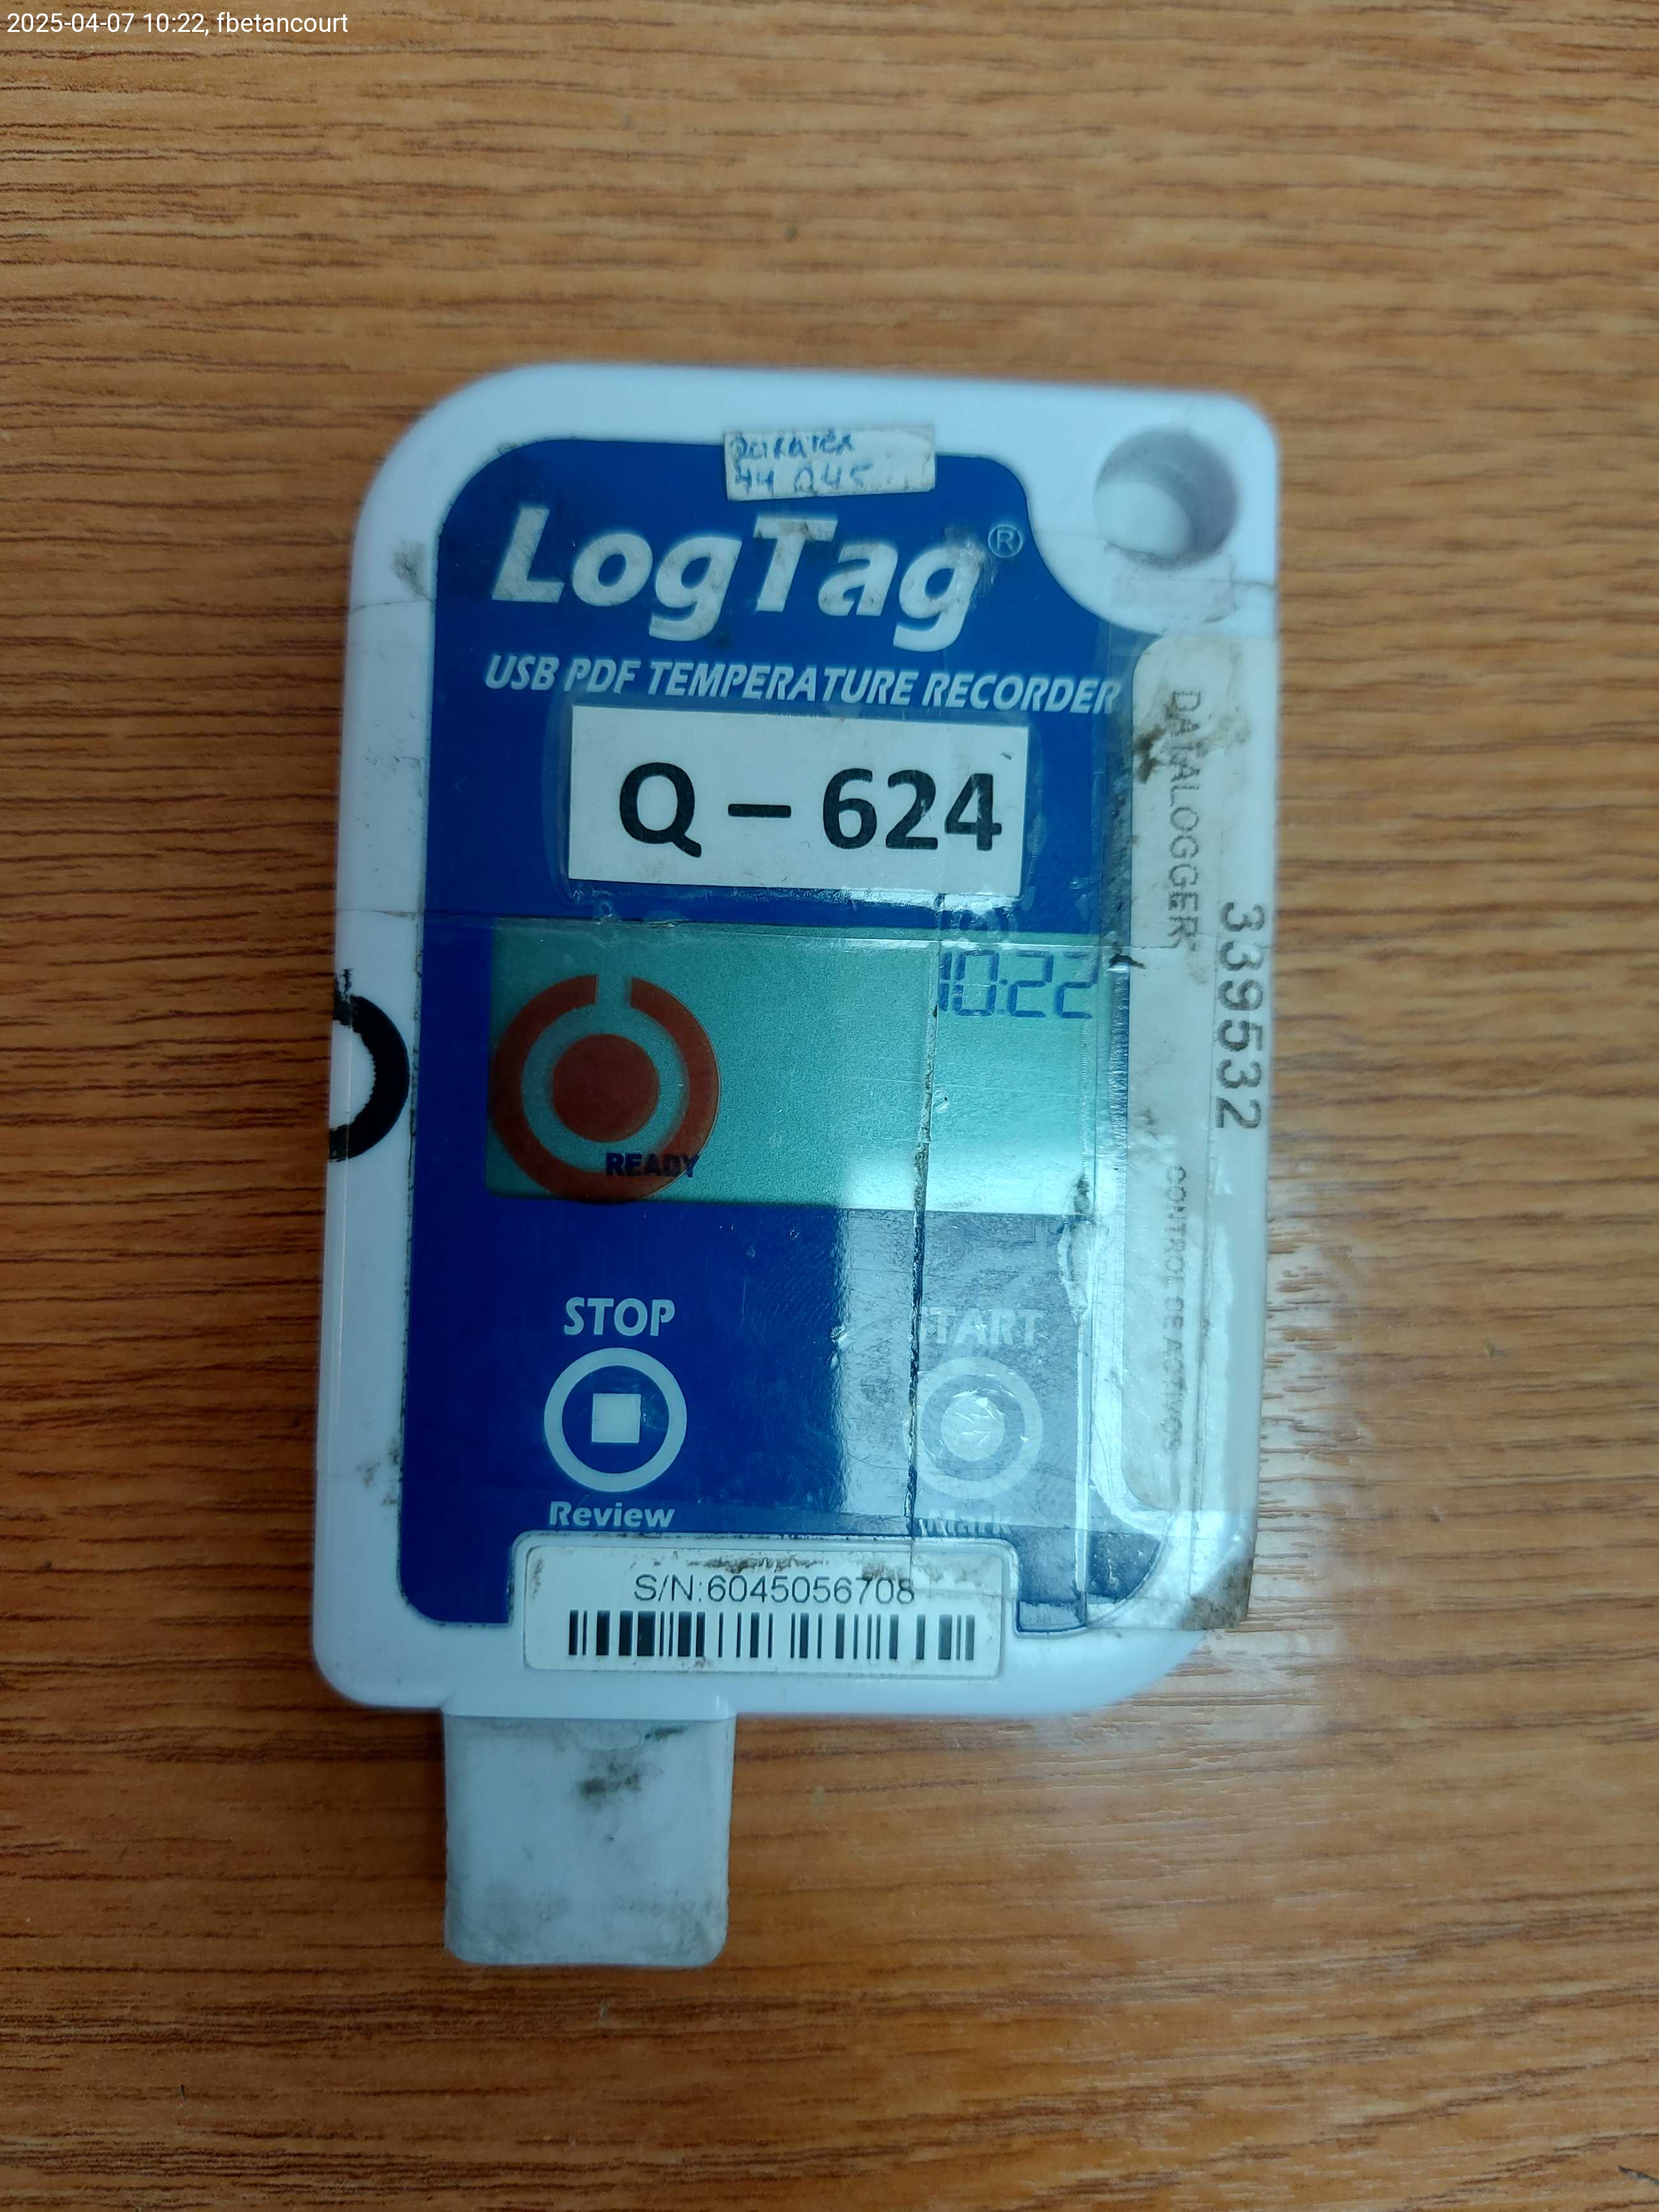 2025-04-07 10:22, fbetancourt
LogTag®
USB PDF TEMPERATURE RECORDER
Q – 624
DATALOGGER
339532
10:22
READY
CONTROL DE ACTIVOS
STOP
START
Review
Mark
S/N:6045056708